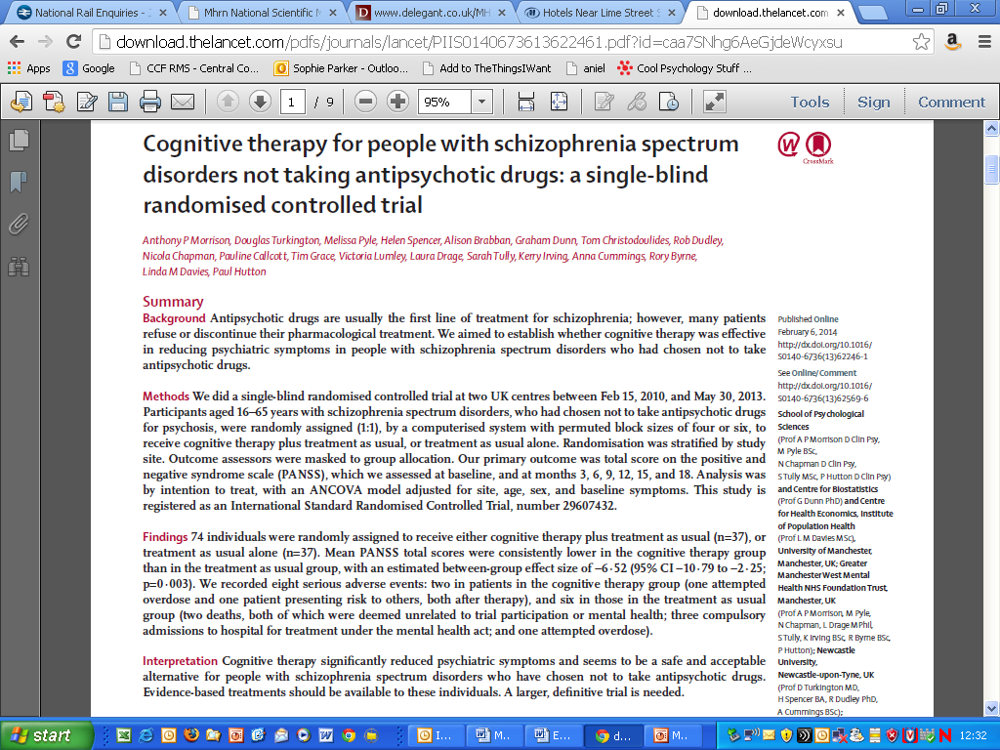 National Rail Enquiries -
Mhrn National Scientific
www.delegant.co.uk/MH
Hotels Near Lime Street
download.thelancet.com/
download.thelancet.com/pdfs/journals/lancet/PIIS0140673613622461.pdf?id=caa7SNhg6AeGjdeWcyxsu
Apps Google CCF RMS - Central Co... Sophie Parker - Outloo... Add to TheThingsIWant aniel Cool Psychology Stuff ...
1 / 9 95% Tools Sign Comment
Cognitive therapy for people with schizophrenia spectrum
disorders not taking antipsychotic drugs: a single-blind
randomised controlled trial
CrossMark
Anthony P Morrison, Douglas Turkington, Melissa Pyle, Helen Spencer, Alison Brabban, Graham Dunn, Tom Christodoulides, Rob Dudley,
Nicola Chapman, Pauline Callcott, Tim Grace, Victoria Lumley, Laura Drage, Sarah Tully, Kerry Irving, Anna Cummings, Rory Byrne,
Linda M Davies, Paul Hutton
Summary
Background Antipsychotic drugs are usually the first line of treatment for schizophrenia; however, many patients
refuse or discontinue their pharmacological treatment. We aimed to establish whether cognitive therapy was effective
in reducing psychiatric symptoms in people with schizophrenia spectrum disorders who had chosen not to take
antipsychotic drugs.
Methods We did a single-blind randomised controlled trial at two UK centres between Feb 15, 2010, and May 30, 2013.
Participants aged 16–65 years with schizophrenia spectrum disorders, who had chosen not to take antipsychotic drugs
for psychosis, were randomly assigned (1:1), by a computerised system with permuted block sizes of four or six, to
receive cognitive therapy plus treatment as usual, or treatment as usual alone. Randomisation was stratified by study
site. Outcome assessors were masked to group allocation. Our primary outcome was total score on the positive and
negative syndrome scale (PANSS), which we assessed at baseline, and at months 3, 6, 9, 12, 15, and 18. Analysis was
by intention to treat, with an ANCOVA model adjusted for site, age, sex, and baseline symptoms. This study is
registered as an International Standard Randomised Controlled Trial, number 29607432.
Findings 74 individuals were randomly assigned to receive either cognitive therapy plus treatment as usual (n=37), or
treatment as usual alone (n=37). Mean PANSS total scores were consistently lower in the cognitive therapy group
than in the treatment as usual group, with an estimated between-group effect size of –6·52 (95% CI –10·79 to –2·25;
p=0·003). We recorded eight serious adverse events: two in patients in the cognitive therapy group (one attempted
overdose and one patient presenting risk to others, both after therapy), and six in those in the treatment as usual
group (two deaths, both of which were deemed unrelated to trial participation or mental health; three compulsory
admissions to hospital for treatment under the mental health act; and one attempted overdose).
Interpretation Cognitive therapy significantly reduced psychiatric symptoms and seems to be a safe and acceptable
alternative for people with schizophrenia spectrum disorders who have chosen not to take antipsychotic drugs.
Evidence-based treatments should be available to these individuals. A larger, definitive trial is needed.
Published Online
February 6, 2014
http://dx.doi.org/10.1016/
S0140-6736(13)62246-1
See Online/Comment
http://dx.doi.org/10.1016/
S0140-6736(13)62569-6
School of Psychological
Sciences
(Prof A P Morrison D Clin Psy,
M Pyle BSc,
N Chapman D Clin Psy,
S Tully MSc, P Hutton D Clin Psy)
and Centre for Biostatistics
(Prof G Dunn PhD) and Centre
for Health Economics, Institute
of Population Health
(Prof L M Davies MSc),
University of Manchester,
Manchester, UK; Greater
Manchester West Mental
Health NHS Foundation Trust,
Manchester, UK
(Prof A P Morrison, M Pyle,
N Chapman, L Drage MPhil,
S Tully, K Irving BSc, R Byrne BSc,
P Hutton); Newcastle
University,
Newcastle-upon-Tyne, UK
(Prof D Turkington MD,
H Spencer BA, R Dudley PhD,
A Cummings BSc);
start I... M... E... d... M... 12:32